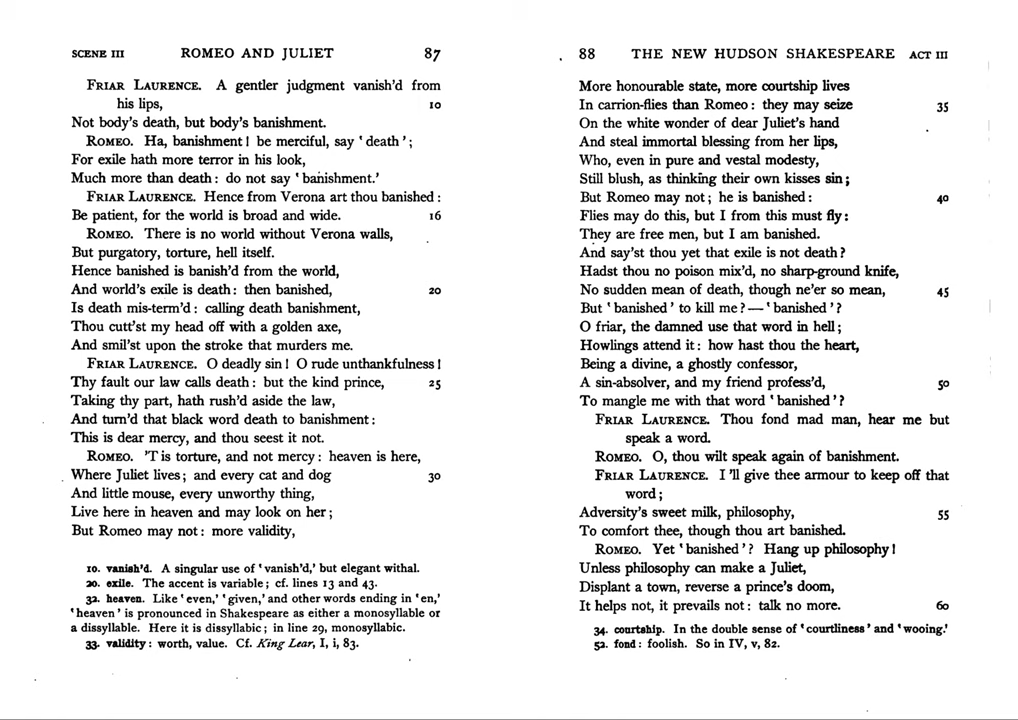 SCENE III ROMEO AND JULIET 87
FRIAR LAURENCE. A gentler judgment vanish'd from
his lips, 10
Not body's death, but body's banishment.
ROMEO. Ha, banishment! be merciful, say 'death';
For exile hath more terror in his look,
Much more than death: do not say 'banishment.'
FRIAR LAURENCE. Hence from Verona art thou banished:
Be patient, for the world is broad and wide. 16
ROMEO. There is no world without Verona walls,
But purgatory, torture, hell itself.
Hence banished is banish'd from the world,
And world's exile is death: then banished, 20
Is death mis-term'd: calling death banishment,
Thou cutt'st my head off with a golden axe,
And smil'st upon the stroke that murders me.
FRIAR LAURENCE. O deadly sin! O rude unthankfulness!
Thy fault our law calls death: but the kind prince, 25
Taking thy part, hath rush'd aside the law,
And turn'd that black word death to banishment:
This is dear mercy, and thou seest it not.
ROMEO. 'T is torture, and not mercy: heaven is here,
Where Juliet lives; and every cat and dog 30
And little mouse, every unworthy thing,
Live here in heaven and may look on her;
But Romeo may not: more validity,
10. vanish'd. A singular use of 'vanish'd,' but elegant withal.
20. exile. The accent is variable; cf. lines 13 and 43.
32. heaven. Like 'even,' 'given,' and other words ending in 'en,'
'heaven' is pronounced in Shakespeare as either a monosyllable or
a dissyllable. Here it is dissyllabic; in line 29, monosyllabic.
33. validity: worth, value. Cf. King Lear, I, i, 83.
88 THE NEW HUDSON SHAKESPEARE ACT III
More honourable state, more courtship lives
In carrion-flies than Romeo: they may seize 35
On the white wonder of dear Juliet's hand
And steal immortal blessing from her lips,
Who, even in pure and vestal modesty,
Still blush, as thinking their own kisses sin;
But Romeo may not; he is banished: 40
Flies may do this, but I from this must fly:
They are free men, but I am banished.
And say'st thou yet that exile is not death?
Hadst thou no poison mix'd, no sharp-ground knife,
No sudden mean of death, though ne'er so mean, 45
But 'banished' to kill me?—'banished'?
O friar, the damned use that word in hell;
Howlings attend it: how hast thou the heart,
Being a divine, a ghostly confessor,
A sin-absolver, and my friend profess'd, 50
To mangle me with that word 'banished'?
FRIAR LAURENCE. Thou fond mad man, hear me but
speak a word.
ROMEO. O, thou wilt speak again of banishment.
FRIAR LAURENCE. I 'll give thee armour to keep off that
word;
Adversity's sweet milk, philosophy, 55
To comfort thee, though thou art banished.
ROMEO. Yet 'banished'? Hang up philosophy!
Unless philosophy can make a Juliet,
Displant a town, reverse a prince's doom,
It helps not, it prevails not: talk no more. 60
34. courtship. In the double sense of 'courtliness' and 'wooing.'
52. fond: foolish. So in IV, v, 82.